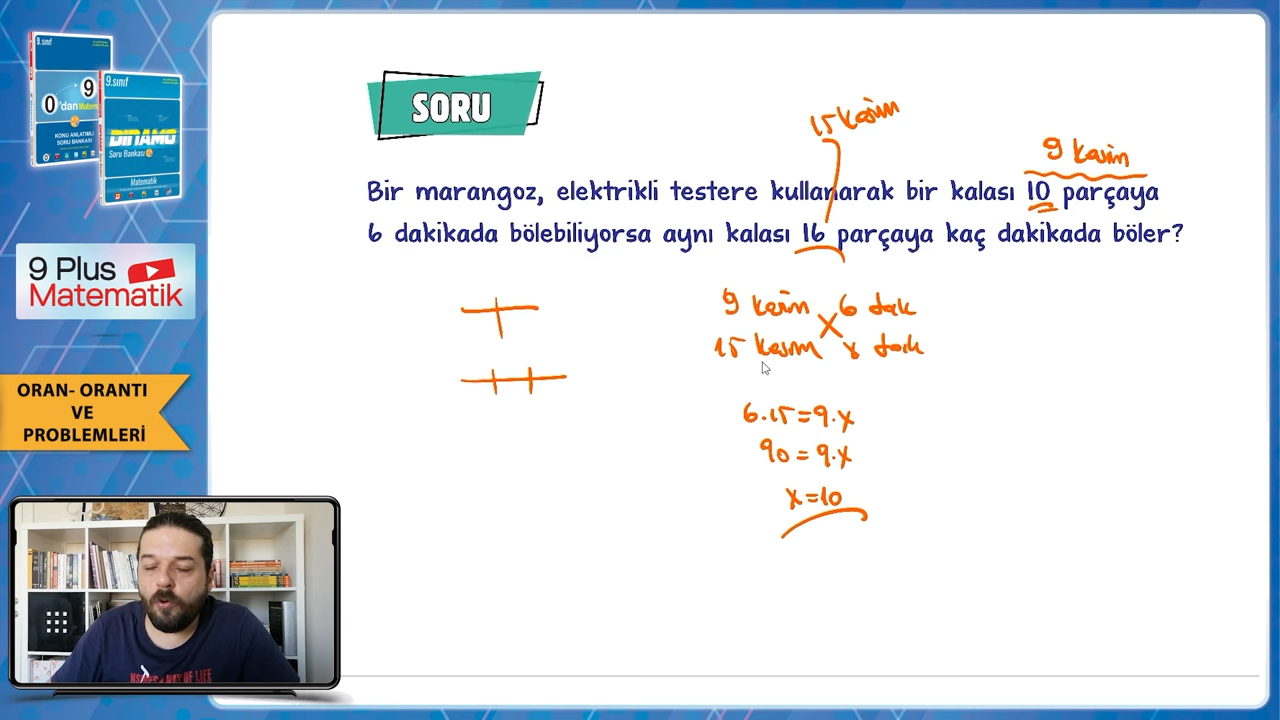 9.sınıf
9
0'dan Matematik
KONU ANLATIMLI
SORU BANKASI
9.sınıf
DİNAMO
Soru Bankası
Matematik
9 Plus
Matematik
ORAN- ORANTI
VE
PROBLEMLERİ
SORU
15 kesim
9 kesim
Bir marangoz, elektrikli testere kullanarak bir kalası 10 parçaya
6 dakikada bölebiliyorsa aynı kalası 16 parçaya kaç dakikada böler?
9 kesim 6 dak
15 kesim x dak
6.15=9.x
90=9.x
x=10